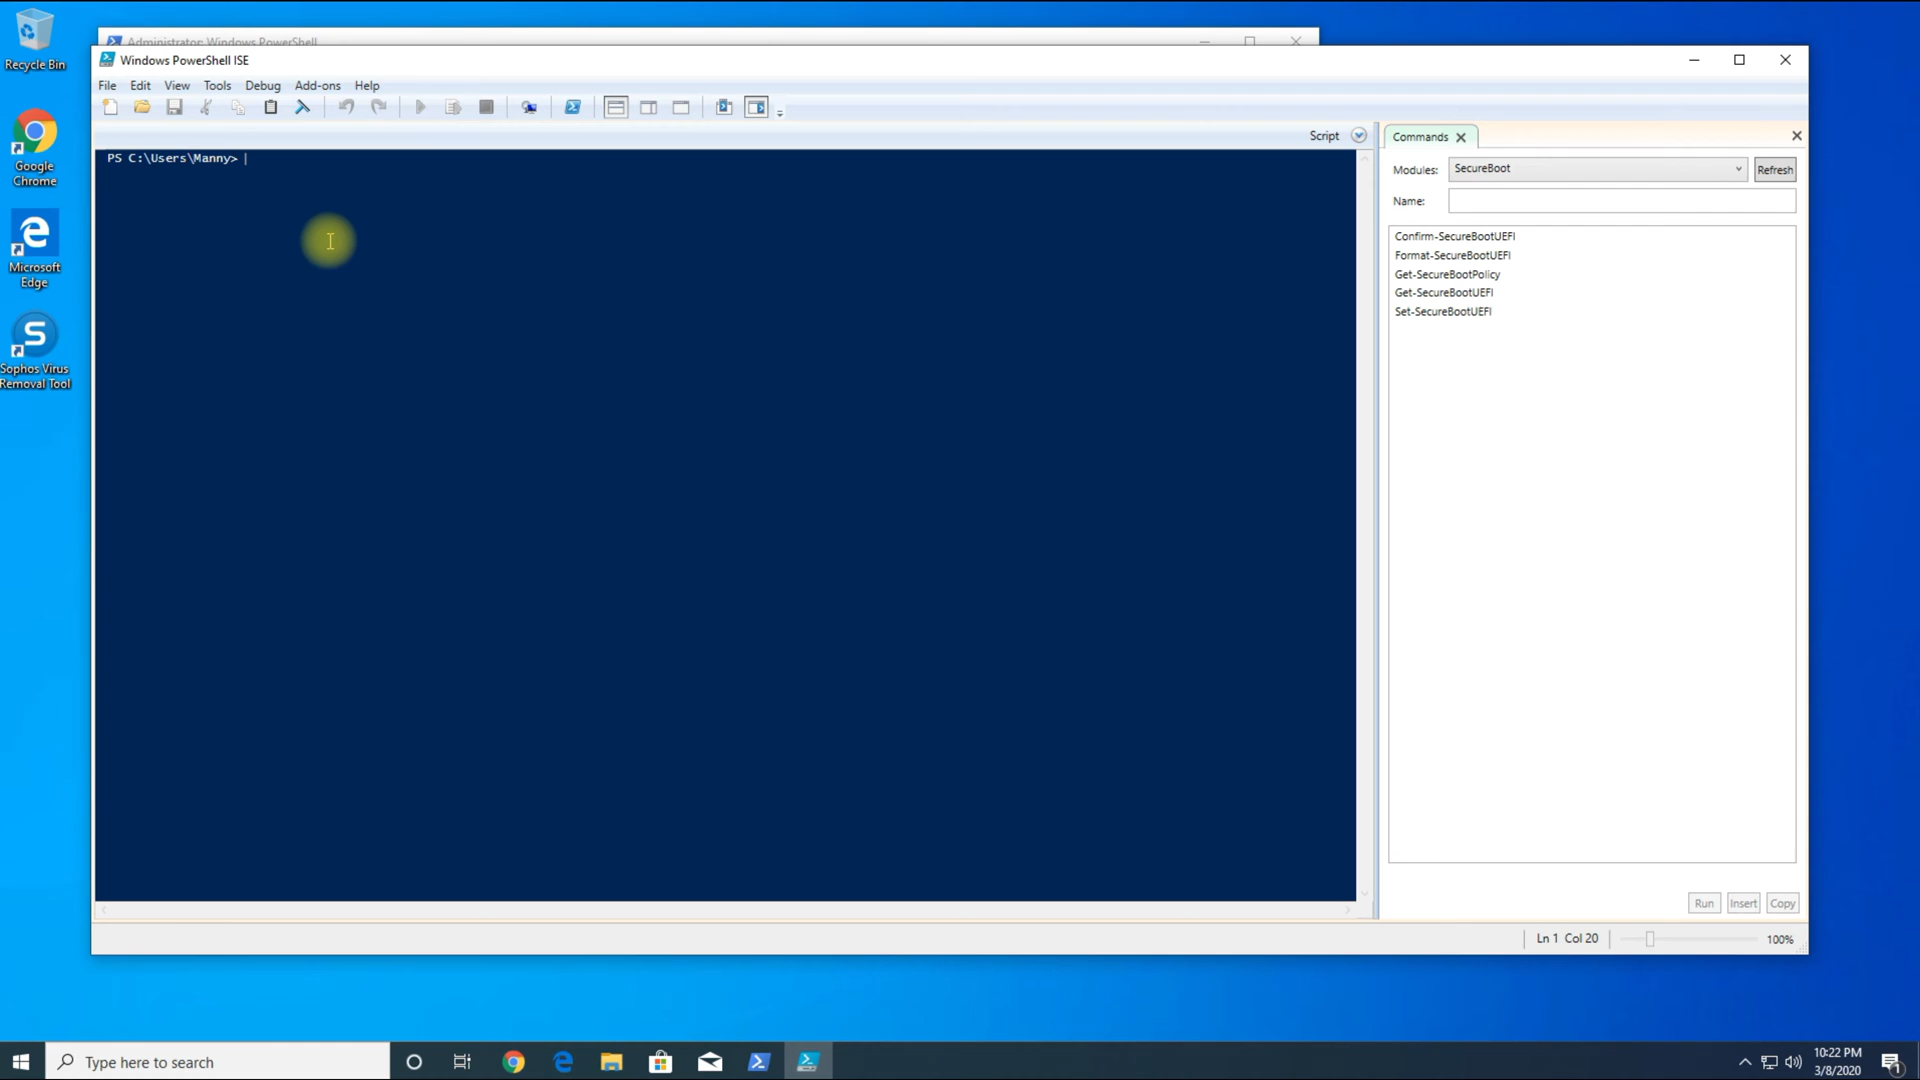 Recycle Bin
Google
Chrome
Microsoft
Edge
Sophos Virus
Removal Tool
Administrator: Windows PowerShell
Windows PowerShell ISE
File Edit View Tools Debug Add-ons Help
Script
PS C:\Users\Manny>
Commands
Modules: SecureBoot Refresh
Name:
Confirm-SecureBootUEFI
Format-SecureBootUEFI
Get-SecureBootPolicy
Get-SecureBootUEFI
Set-SecureBootUEFI
Run Insert Copy
Ln 1 Col 20 100%
Type here to search
10:22 PM
3/8/2020
1